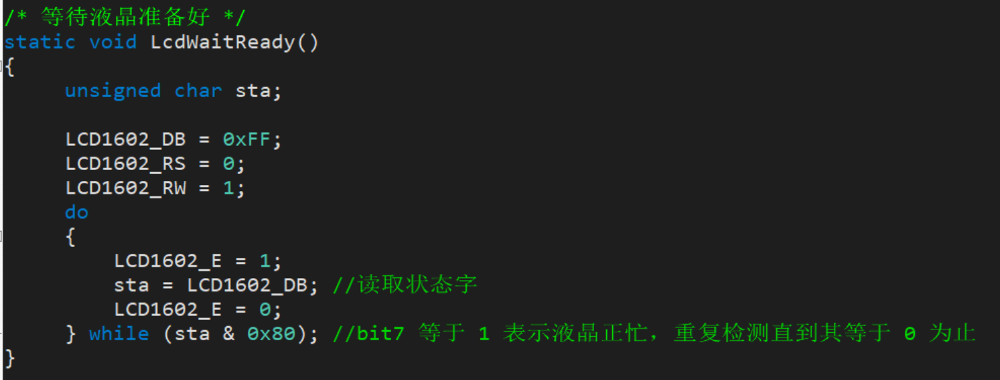 /* 等待液晶准备好 */
static void LcdWaitReady()
{
unsigned char sta;
LCD1602_DB = 0xFF;
LCD1602_RS = 0;
LCD1602_RW = 1;
do
{
LCD1602_E = 1;
sta = LCD1602_DB; //读取状态字
LCD1602_E = 0;
} while (sta & 0x80); //bit7 等于 1 表示液晶正忙，重复检测直到其等于 0 为止
}